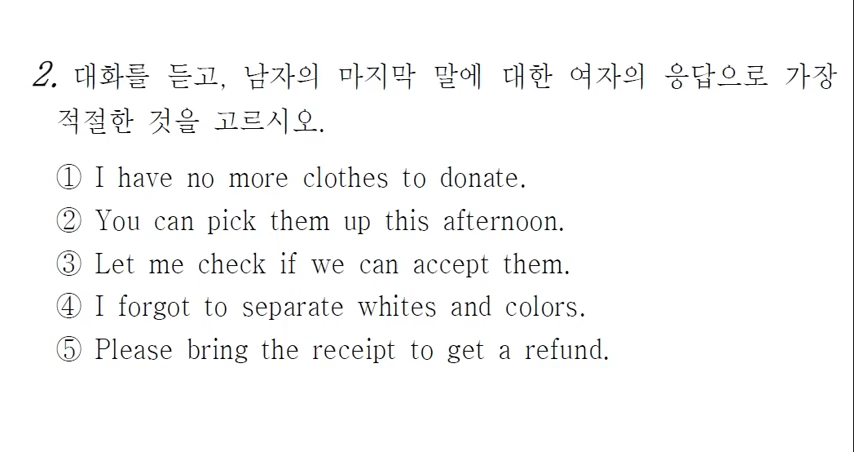 2. 대화를 듣고, 남자의 마지막 말에 대한 여자의 응답으로 가장
적절한 것을 고르시오.
① I have no more clothes to donate.
② You can pick them up this afternoon.
③ Let me check if we can accept them.
④ I forgot to separate whites and colors.
⑤ Please bring the receipt to get a refund.